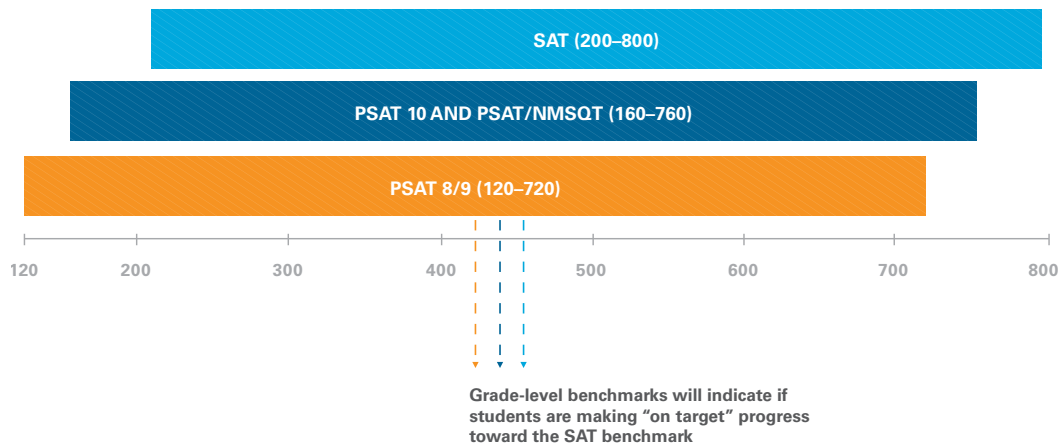 SAT (200–800)
PSAT 10 AND PSAT/NMSQT (160–760)
PSAT 8/9 (120–720)
120 200 300 400 500 600 700 800
Grade-level benchmarks will indicate if
students are making “on target” progress
toward the SAT benchmark